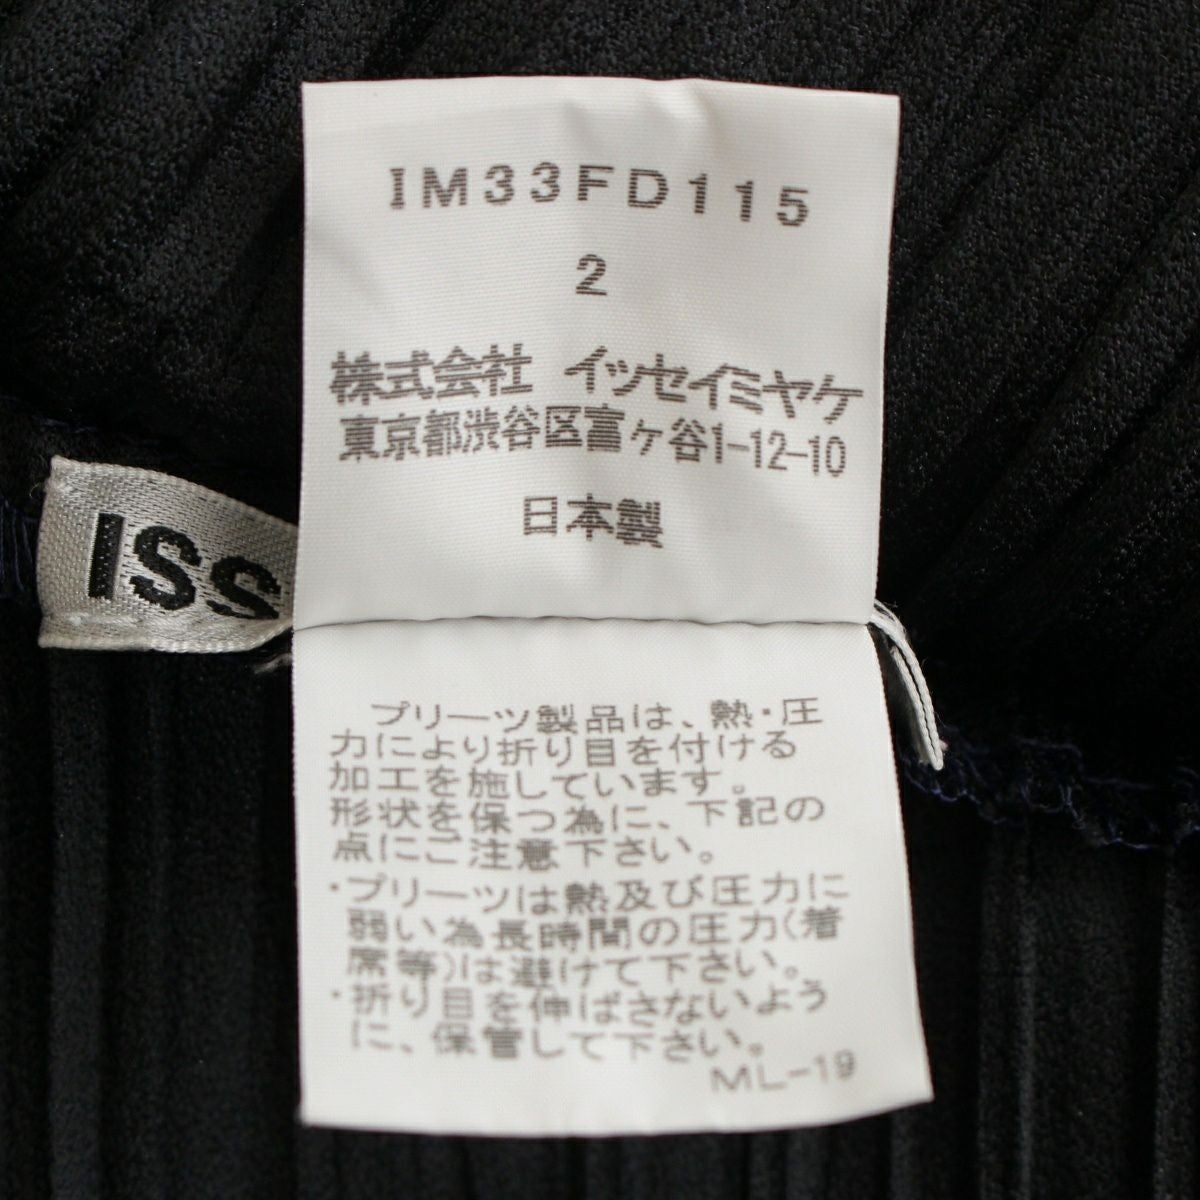 IM33FD115
2
株式会社 イッセイミヤケ
東京都渋谷区富ヶ谷1-12-10
日本製
ISS
プリーツ製品は、熱・圧
力により折り目を付ける
加工を施しています。
形状を保つ為に、下記の
点にご注意下さい。
・プリーツは熱及び圧力に
弱い為長時間の圧力(着
席等)は避けて下さい。
・折り目を伸ばさないよう
に、保管して下さい。
ML-19